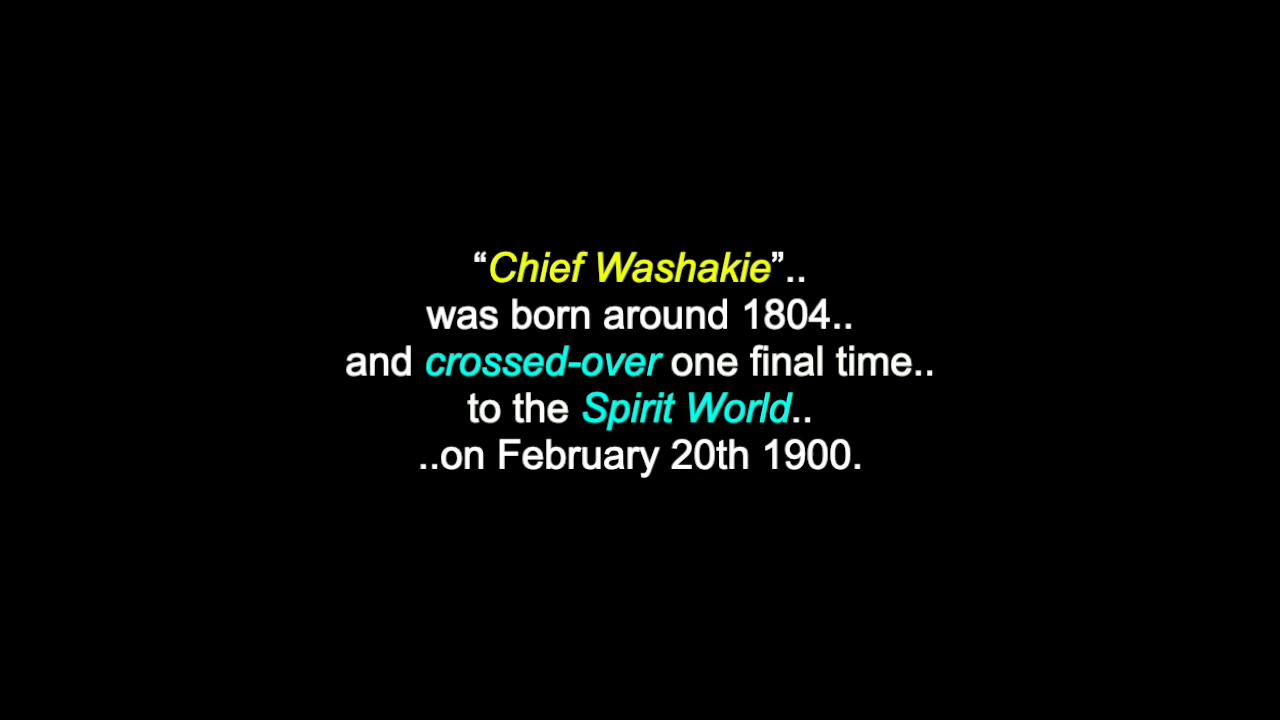 “Chief Washakie”..
was born around 1804..
and crossed-over one final time..
to the Spirit World..
..on February 20th 1900.